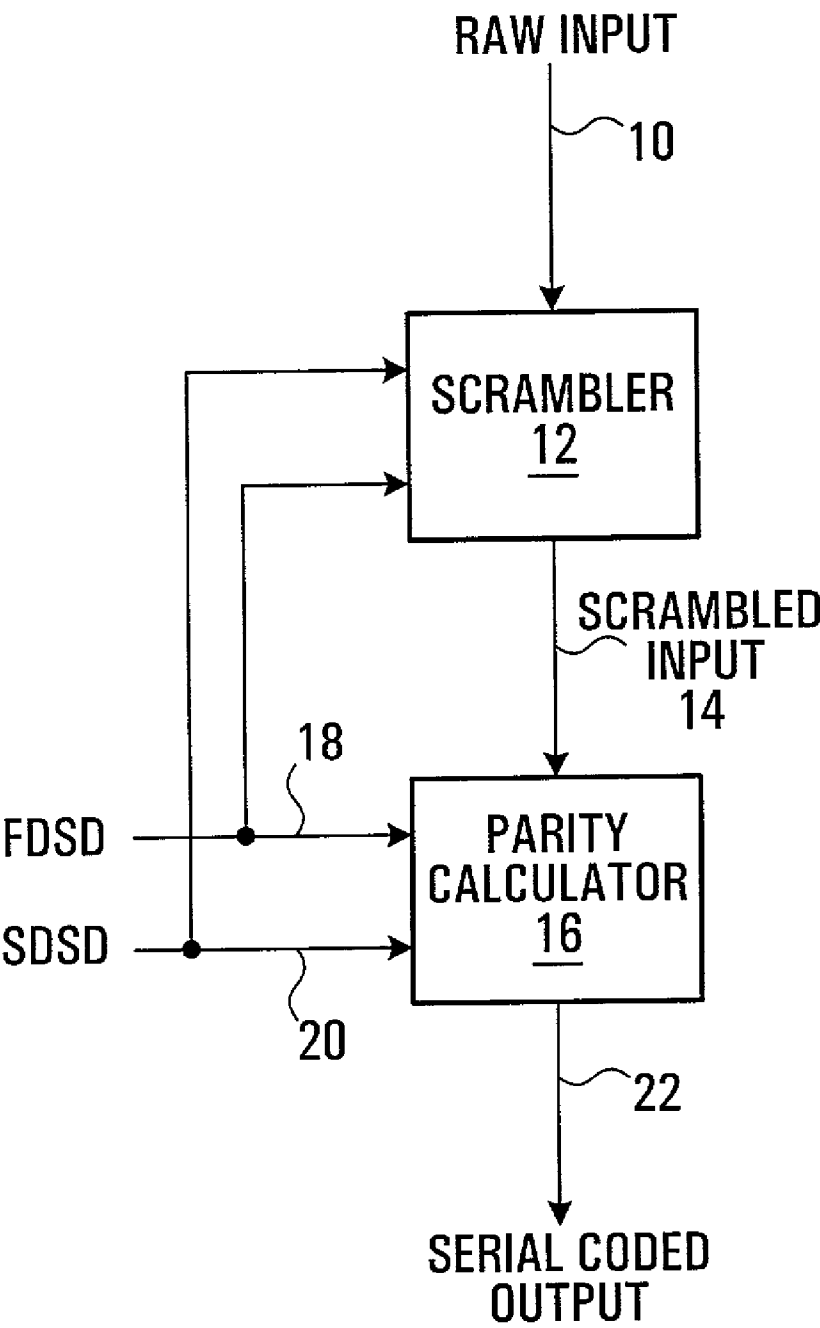 RAW INPUT
10
SCRAMBLER
12
SCRAMBLED
INPUT
14
18
FDSD
PARITY
CALCULATOR
16
SDSD
20
22
SERIAL CODED
OUTPUT